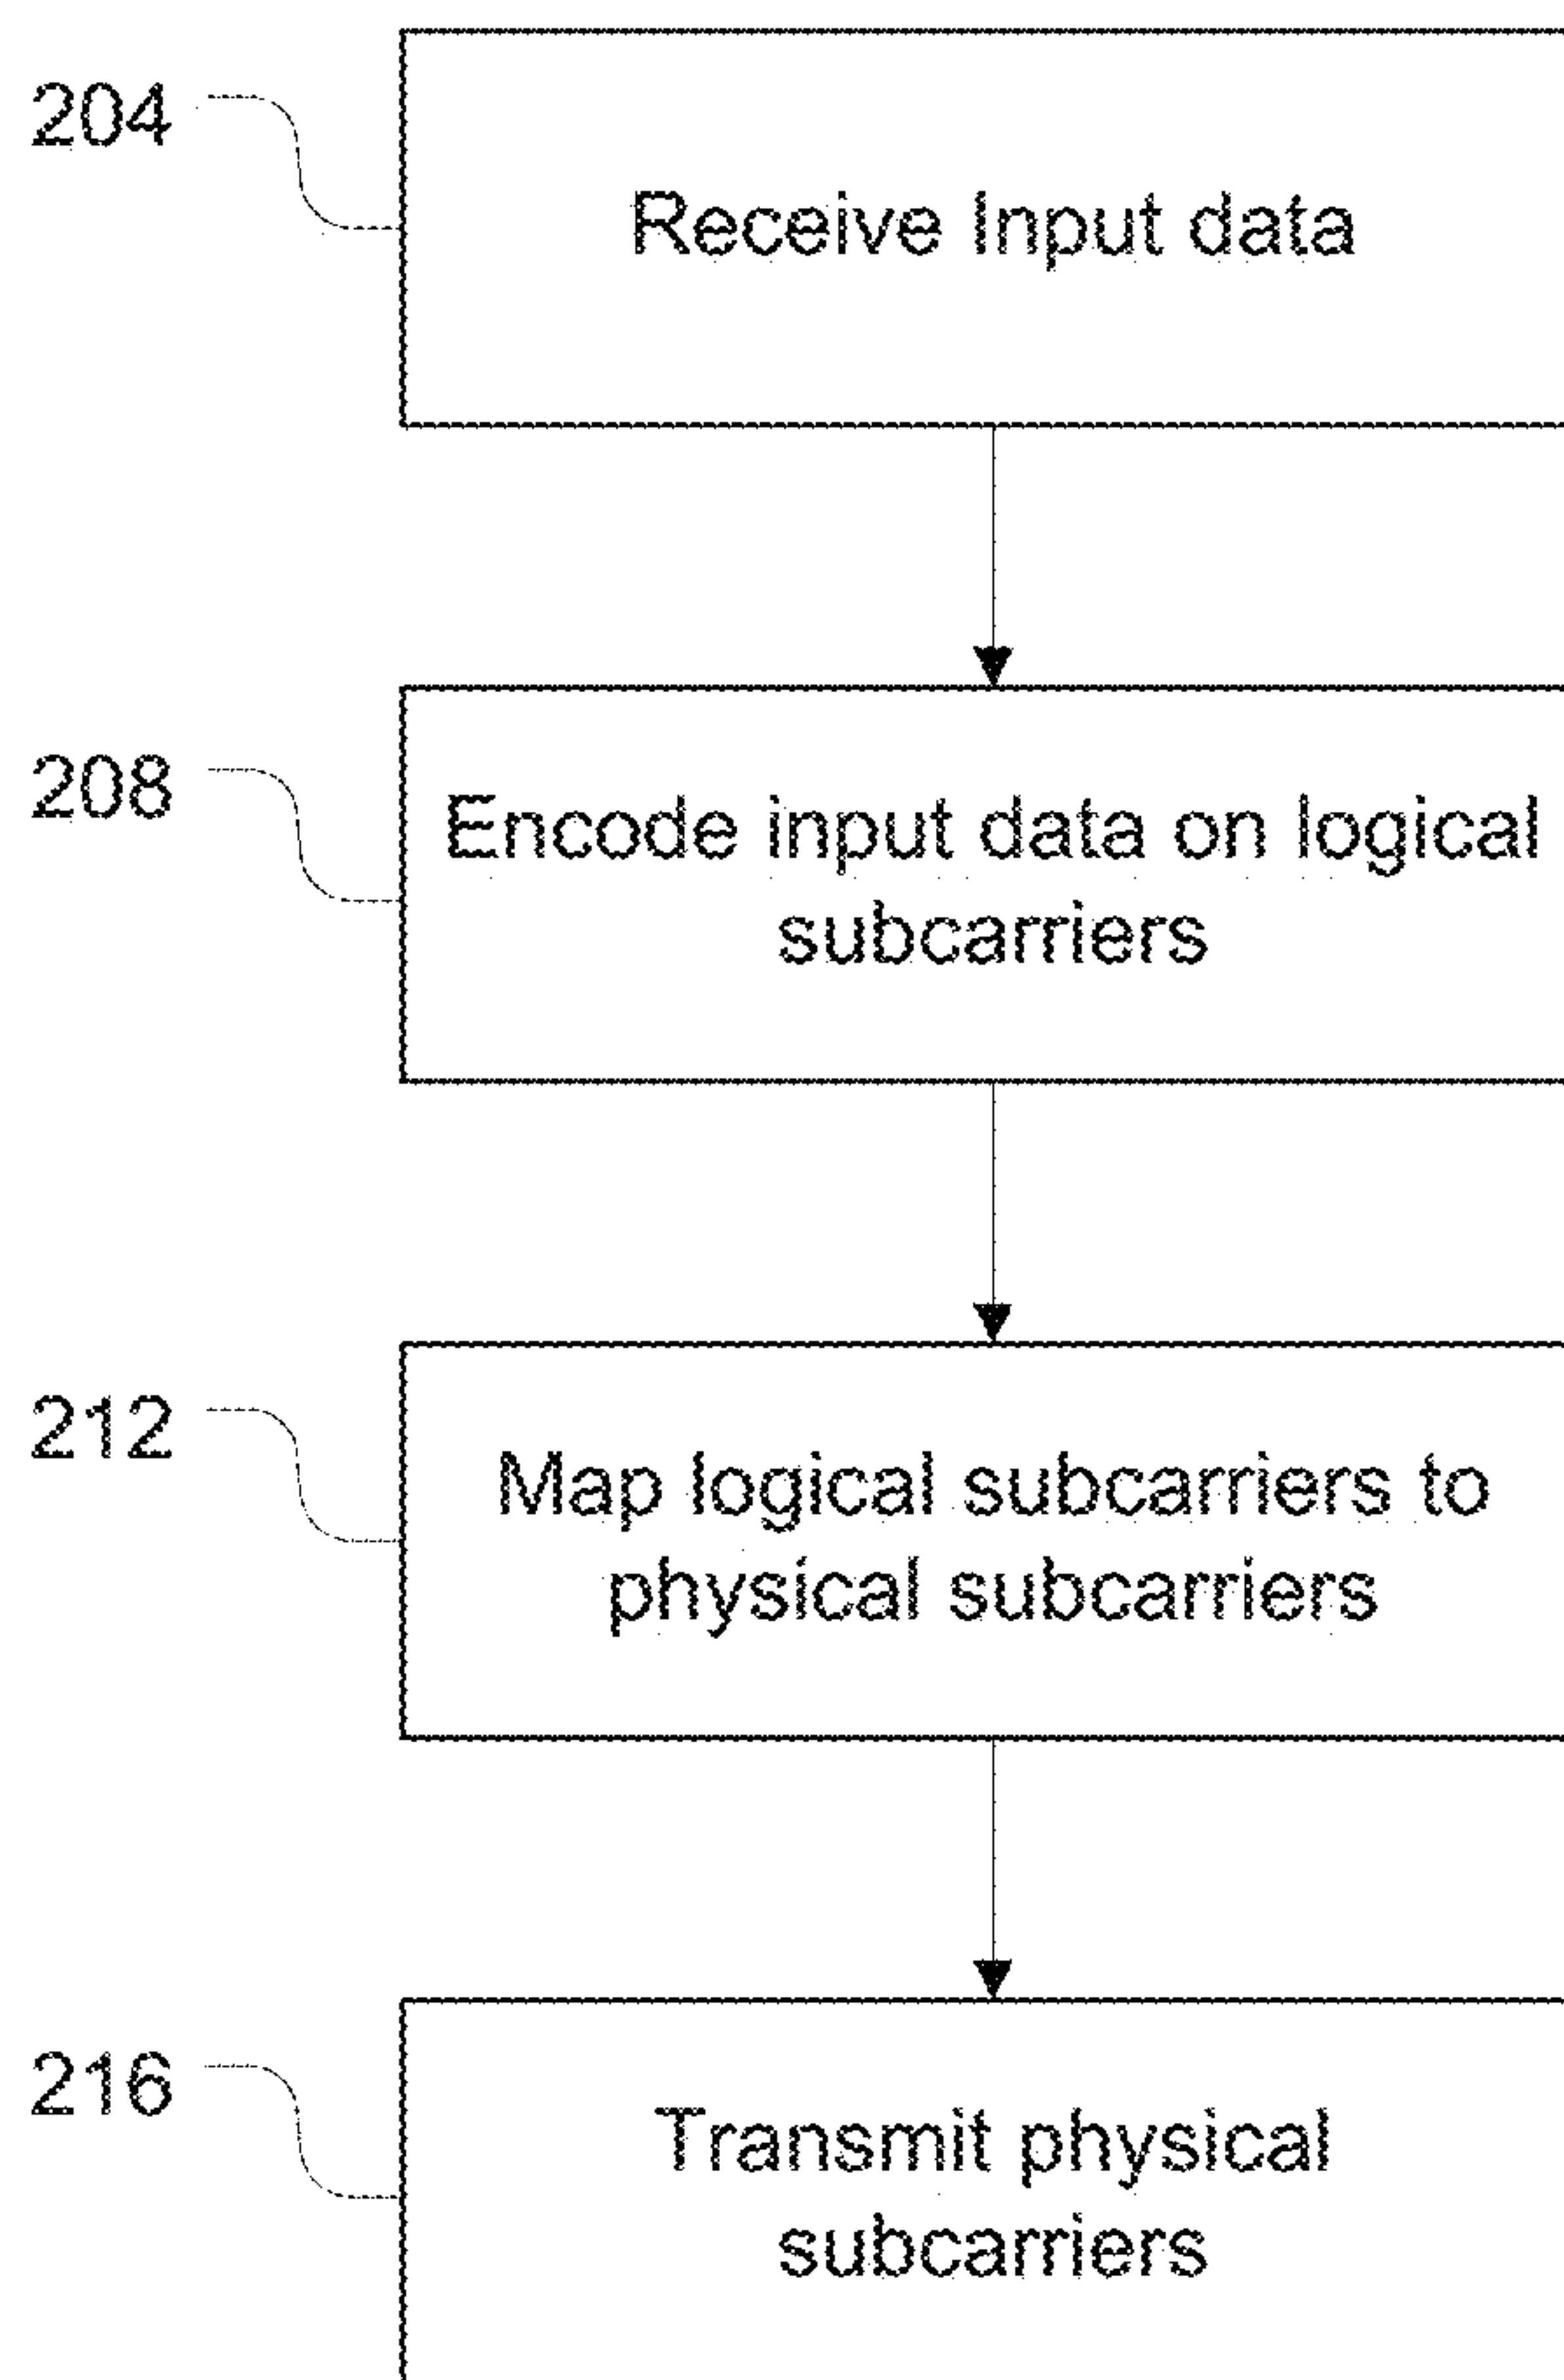 204
Receive Input data
208
Encode input data on logical
subcarriers
212
Map logical subcarriers to
physical subcarriers
216
Transmit physical
subcarriers